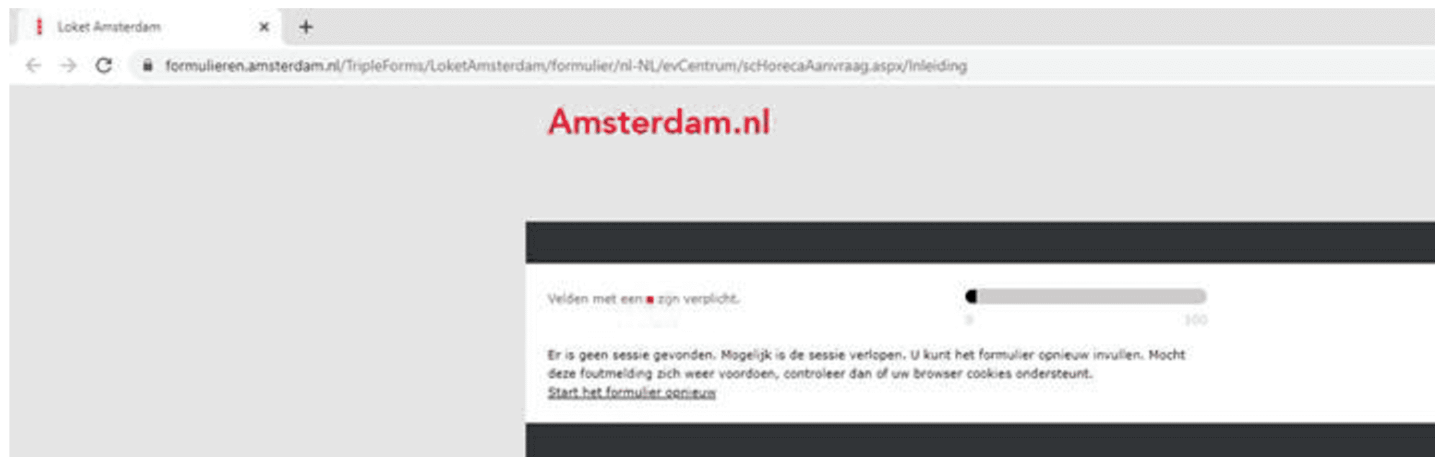 Loket Amsterdam
formulieren.amsterdam.nl/TripleForms/LoketAmsterdam/formulier/nl-NL/evCentrum/scHorecaAanvraag.aspx/Inleiding
Amsterdam.nl
Velden met een zijn verplicht.
0 100
Er is geen sessie gevonden. Mogelijk is de sessie verlopen. U kunt het formulier opnieuw invullen. Mocht
deze foutmelding zich weer voordoen, controleer dan of uw browser cookies ondersteunt.
Start het formulier opnieuw